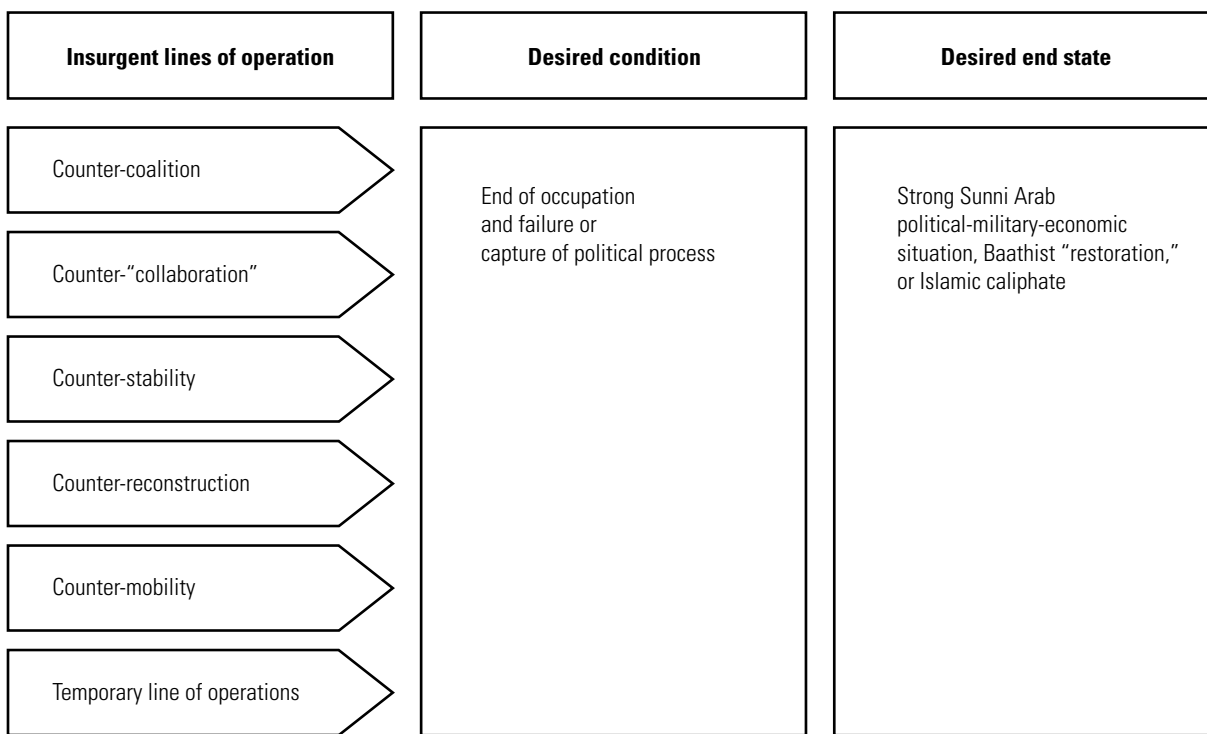 Insurgent lines of operation
Desired condition
Desired end state
Counter-coalition
Counter-“collaboration”
Counter-stability
Counter-reconstruction
Counter-mobility
Temporary line of operations
End of occupation
and failure or
capture of political process
Strong Sunni Arab
political-military-economic
situation, Baathist “restoration,”
or Islamic caliphate